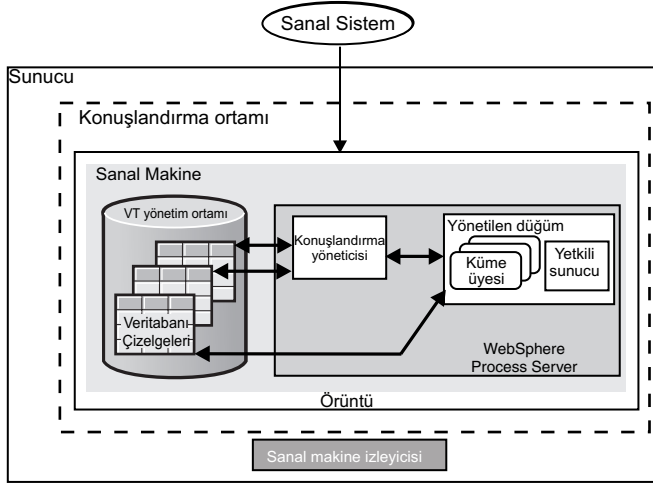 Sanal Sistem
Sunucu
Konuşlandırma ortamı
Sanal Makine
VT yönetim ortamı
Veritabanı
Çizelgeleri
Konuşlandırma
yöneticisi
Yönetilen düğüm
Küme
üyesi
Yetkili
sunucu
WebSphere
Process Server
Örüntü
Sanal makine izleyicisi